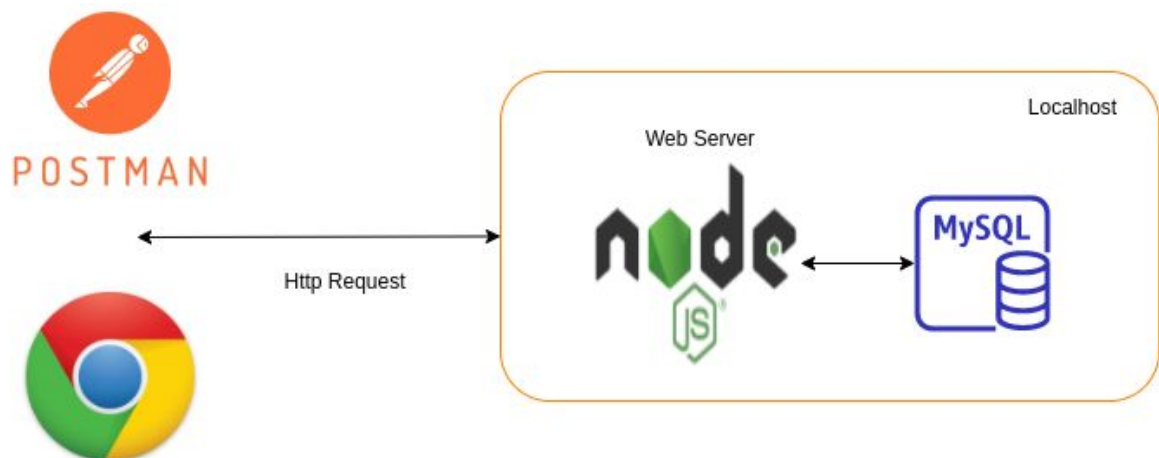 POSTMAN
Http Request
Localhost
Web Server
node
JS
®
MySQL